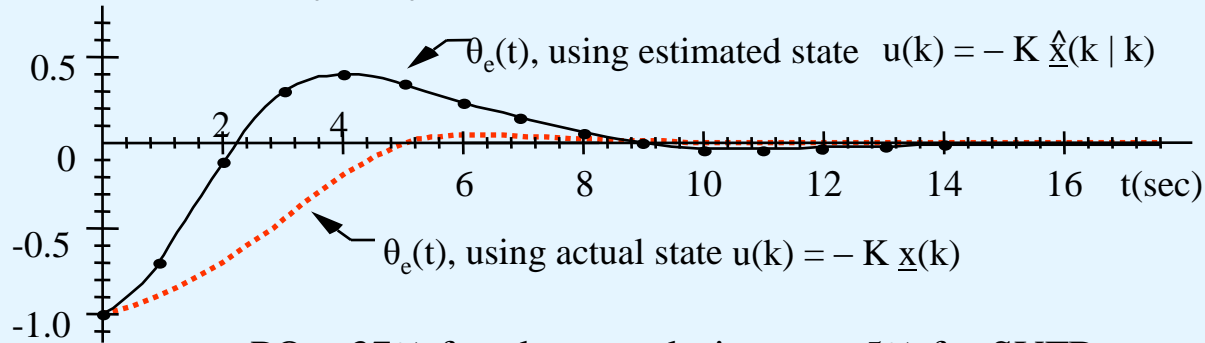 0.5
θe(t), using estimated state u(k) = – K x̂(k | k)
2 4
0
6 8 10 12 14 16 t(sec)
-0.5
θe(t), using actual state u(k) = – K x(k)
-1.0